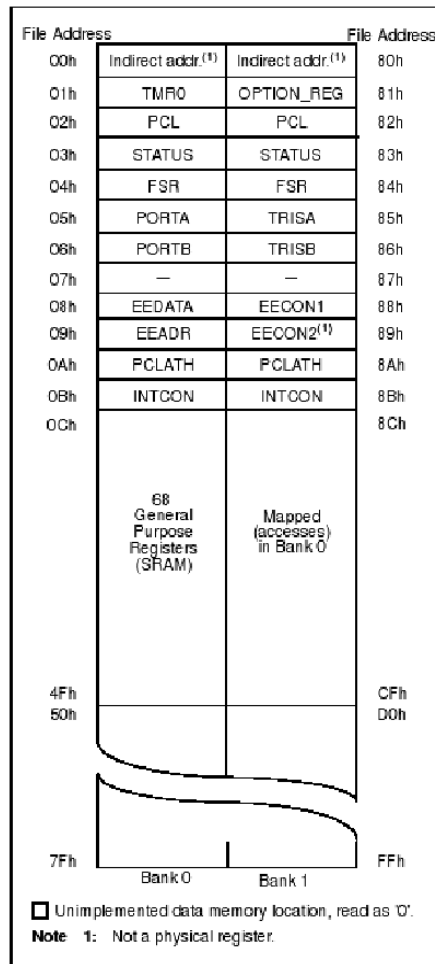 File Address File Address
00h Indirect addr.(1) Indirect addr.(1) 80h
01h TMR0 OPTION_REG 81h
02h PCL PCL 82h
03h STATUS STATUS 83h
04h FSR FSR 84h
05h PORTA TRISA 85h
06h PORTB TRISB 86h
07h — — 87h
08h EEDATA EECON1 88h
09h EEADR EECON2(1) 89h
0Ah PCLATH PCLATH 8Ah
0Bh INTCON INTCON 8Bh
0Ch 8Ch
68
General
Purpose
Registers
(SRAM)
Mapped
(accesses)
in Bank 0
4Fh CFh
50h D0h
7Fh FFh
Bank 0 Bank 1
Unimplemented data memory location, read as '0'.
Note 1: Not a physical register.